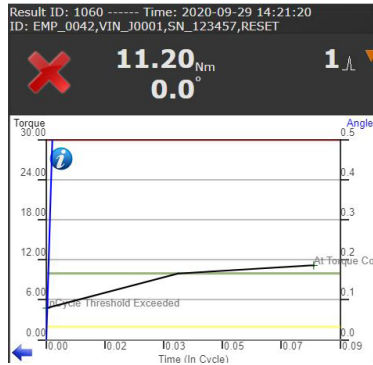 Result ID: 1060 ------ Time: 2020-09-29 14:21:20
ID: EMP_0042,VIN_J0001,SN_123457,RESET
11.20 Nm
1
0.0°
Torque
Angle
30.00
0.5
24.00
0.4
18.00
0.3
12.00
0.2
At Torque Co
6.00
0.1
nCycle Threshold Exceeded
0.00
0.0
0.00 0.02 0.03 0.05 0.07 0.09
Time (In Cycle)